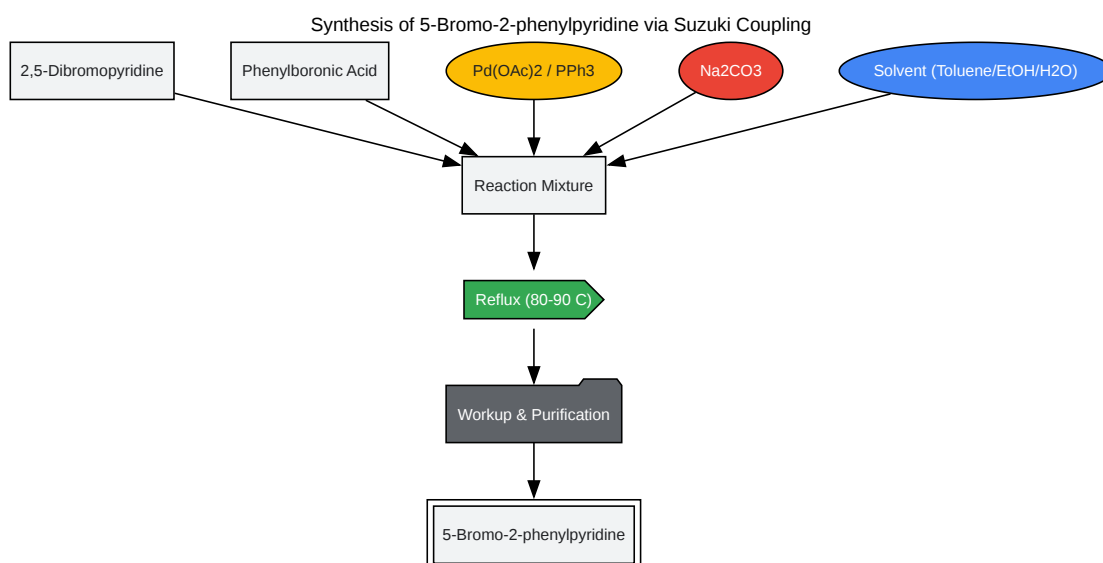 Synthesis of 5-Bromo-2-phenylpyridine via Suzuki Coupling
2,5-Dibromopyridine
Phenylboronic Acid
Pd(OAc)2 / PPh3
Na2CO3
Solvent (Toluene/EtOH/H2O)
Reaction Mixture
Reflux (80-90 C)
Workup & Purification
5-Bromo-2-phenylpyridine